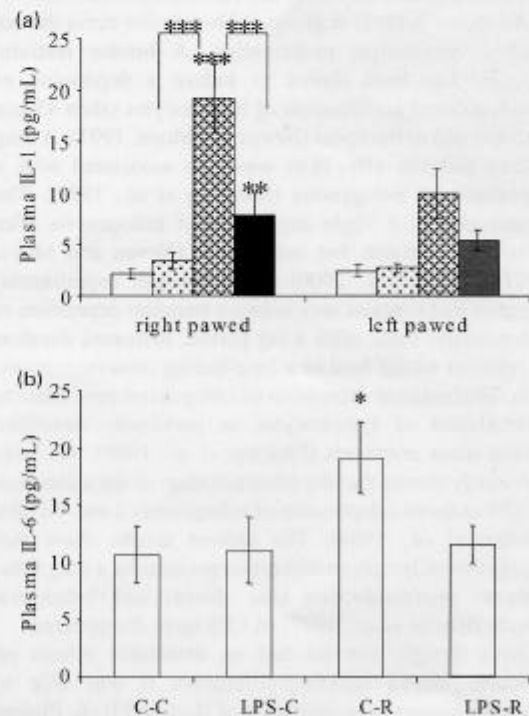 (a)
*** ***
***
**
25
20
15
10
5
0
Plasma IL-1 (pg/mL)
right pawed left pawed
(b)
*
25
20
15
10
5
0
Plasma IL-6 (pg/mL)
C-C LPS-C C-R LPS-R